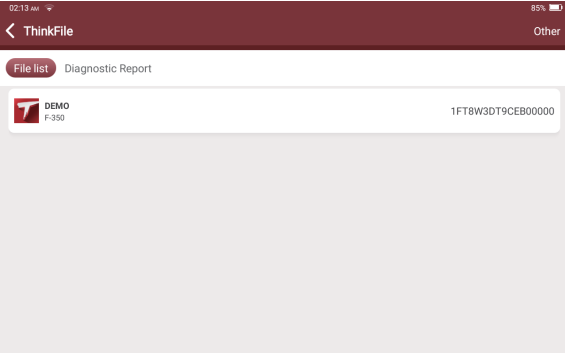 02:13 AM 85%
ThinkFile Other
File list Diagnostic Report
DEMO
F-350 1FT8W3DT9CEB00000